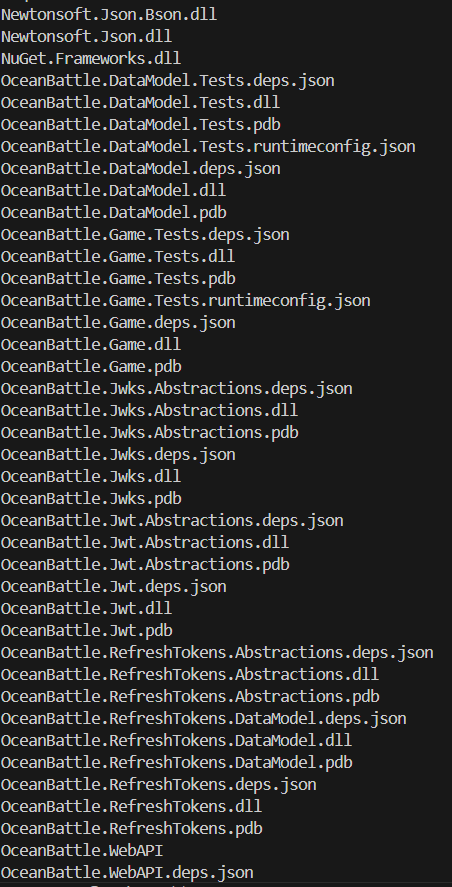 Newtonsoft.Json.Bson.dll
Newtonsoft.Json.dll
NuGet.Frameworks.dll
OceanBattle.DataModel.Tests.deps.json
OceanBattle.DataModel.Tests.dll
OceanBattle.DataModel.Tests.pdb
OceanBattle.DataModel.Tests.runtimeconfig.json
OceanBattle.DataModel.deps.json
OceanBattle.DataModel.dll
OceanBattle.DataModel.pdb
OceanBattle.Game.Tests.deps.json
OceanBattle.Game.Tests.dll
OceanBattle.Game.Tests.pdb
OceanBattle.Game.Tests.runtimeconfig.json
OceanBattle.Game.deps.json
OceanBattle.Game.dll
OceanBattle.Game.pdb
OceanBattle.Jwks.Abstractions.deps.json
OceanBattle.Jwks.Abstractions.dll
OceanBattle.Jwks.Abstractions.pdb
OceanBattle.Jwks.deps.json
OceanBattle.Jwks.dll
OceanBattle.Jwks.pdb
OceanBattle.Jwt.Abstractions.deps.json
OceanBattle.Jwt.Abstractions.dll
OceanBattle.Jwt.Abstractions.pdb
OceanBattle.Jwt.deps.json
OceanBattle.Jwt.dll
OceanBattle.Jwt.pdb
OceanBattle.RefreshTokens.Abstractions.deps.json
OceanBattle.RefreshTokens.Abstractions.dll
OceanBattle.RefreshTokens.Abstractions.pdb
OceanBattle.RefreshTokens.DataModel.deps.json
OceanBattle.RefreshTokens.DataModel.dll
OceanBattle.RefreshTokens.DataModel.pdb
OceanBattle.RefreshTokens.deps.json
OceanBattle.RefreshTokens.dll
OceanBattle.RefreshTokens.pdb
OceanBattle.WebAPI
OceanBattle.WebAPI.deps.json